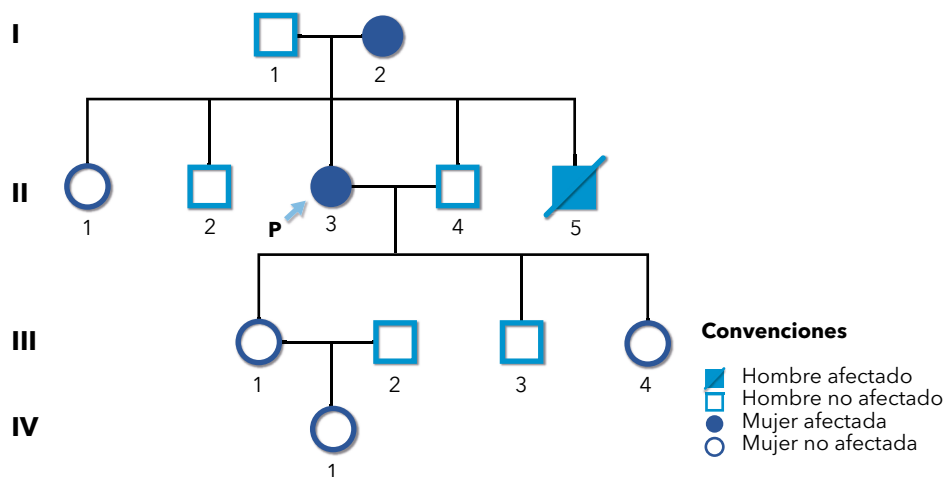 I
1 2
II
1 2 P 3 4 5
III
1 2 3 4
IV
1
Convenciones
Hombre afectado
Hombre no afectado
Mujer afectada
Mujer no afectada